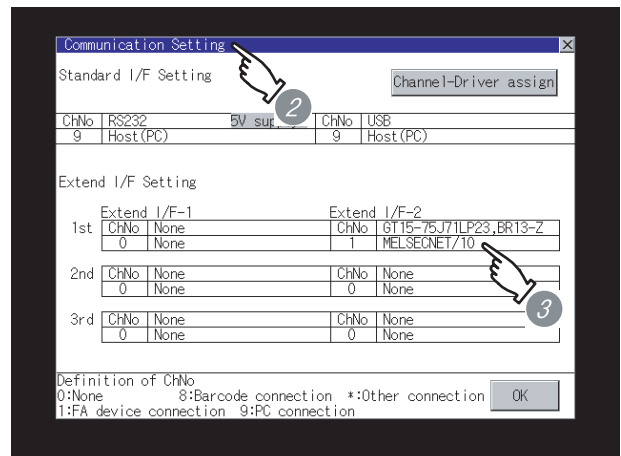 Communication Setting
Standard I/F Setting
Channel-Driver assign
ChNo RS232 5V ChNo USB
9 Host(PC) 9 Host(PC)
2
Extend I/F Setting
Extend I/F-1 Extend I/F-2
1st ChNo None ChNo GT15-75J71LP23,BR13-Z
0 None 1 MELSECNET/10
2nd ChNo None ChNo None
0 None 0 None
3
3rd ChNo None ChNo None
0 None 0 None
Definition of ChNo
0:None 8:Barcode connection *:Other connection OK
1:FA device connection 9:PC connection